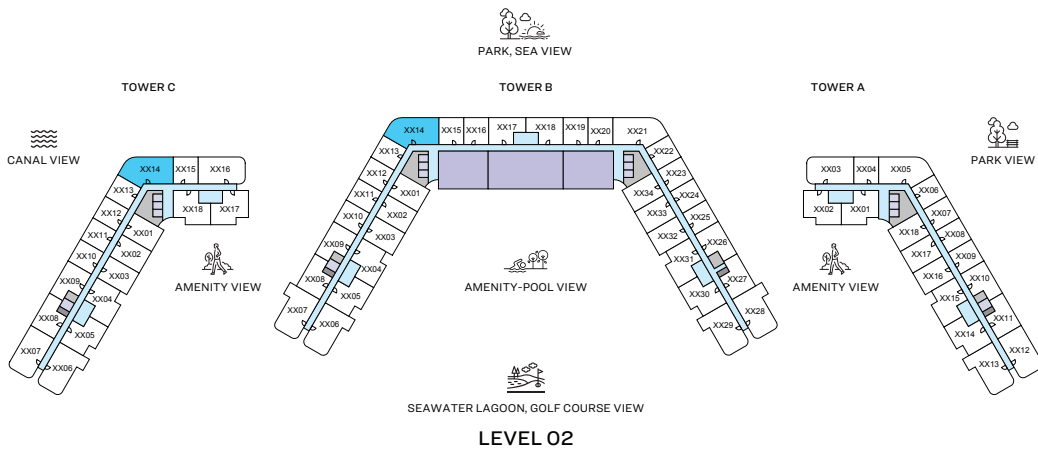 PARK, SEA VIEW
TOWER C
TOWER B
TOWER A
CANAL VIEW
PARK VIEW
XX14
XX15
XX16
XX13
XX12
XX11
XX10
XX09
XX08
XX07
XX06
XX05
XX04
XX03
XX02
XX01
XX18
XX17
XX14
XX15
XX16
XX17
XX18
XX19
XX20
XX21
XX13
XX12
XX11
XX10
XX09
XX08
XX07
XX06
XX05
XX04
XX03
XX02
XX01
XX22
XX23
XX24
XX25
XX26
XX27
XX28
XX29
XX30
XX31
XX32
XX33
XX34
XX03
XX04
XX05
XX02
XX01
XX06
XX07
XX08
XX09
XX10
XX11
XX12
XX13
XX14
XX15
XX16
XX17
XX18
AMENITY VIEW
AMENITY-POOL VIEW
AMENITY VIEW
SEAWATER LAGOON, GOLF COURSE VIEW
LEVEL 02